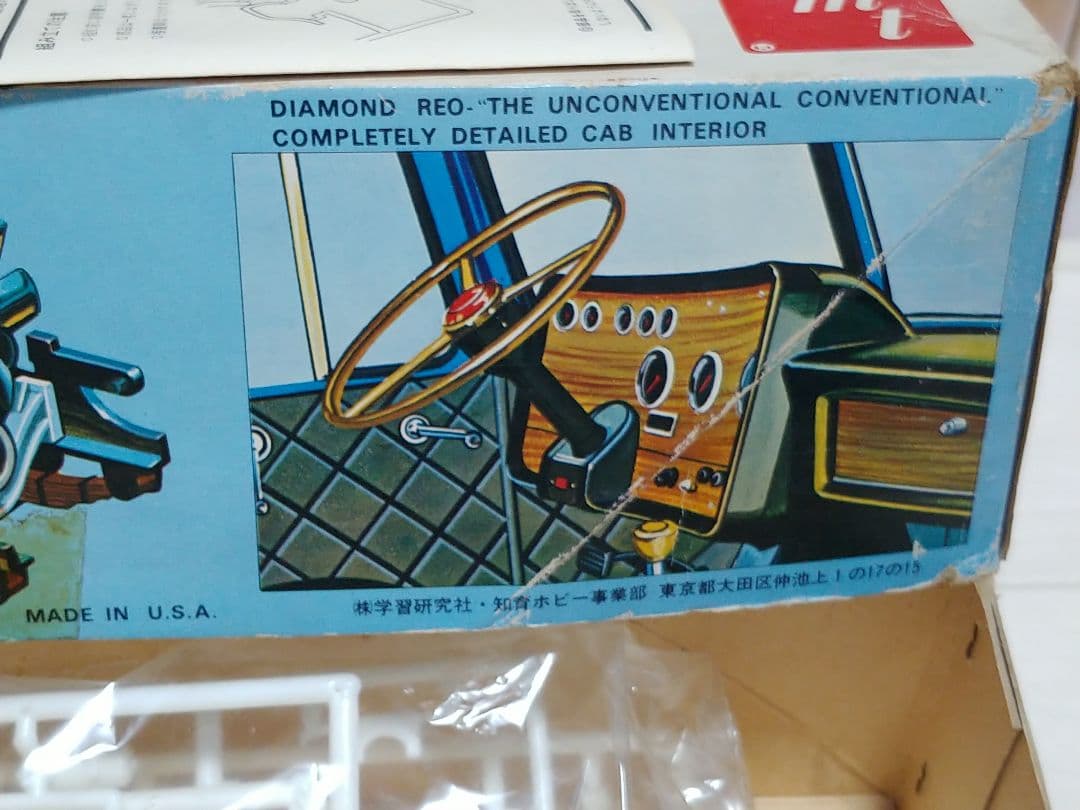 DIAMOND REO-"THE UNCONVENTIONAL CONVENTIONAL"
COMPLETELY DETAILED CAB INTERIOR
MADE IN U.S.A.
㈱学習研究社・知育ホビー事業部 東京都大田区仲池上1の17の15